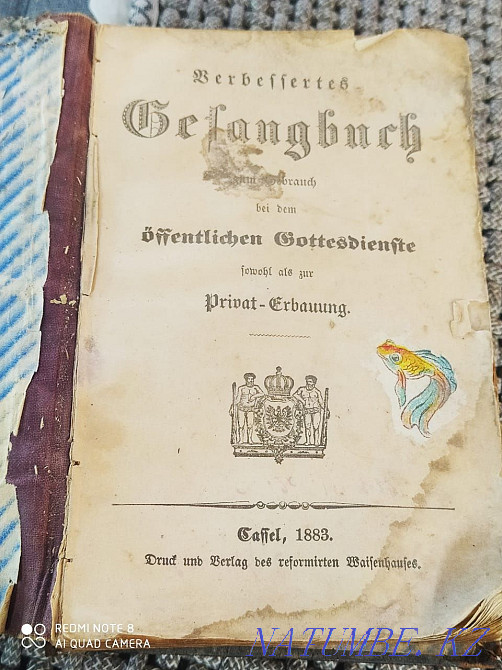 Verbessertes
Gesangbuch
zum Gebrauch
bei dem
öffentlichen Gottesdienste
sowohl als zur
Privat-Erbauung.
Cassel, 1883.
Druck und Verlag des reformirten Waisenhauses.
REDMI NOTE 8
AI QUAD CAMERA
NATUMBE.KZ